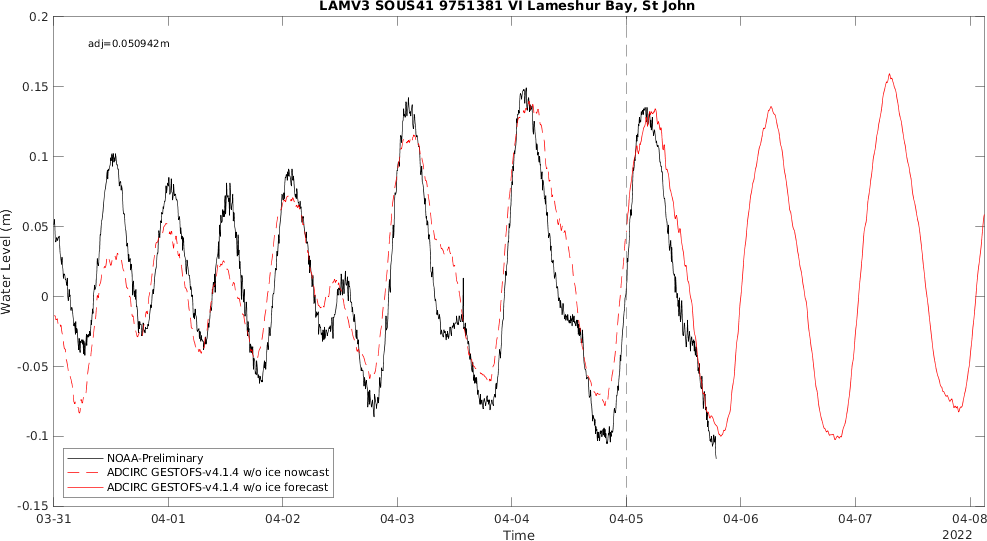 LAMV3 SOUS41 9751381 VI Lameshur Bay, St John
adj=0.050942m
0.2
0.15
0.1
0.05
0
-0.05
-0.1
-0.15
Water Level (m)
NOAA-Preliminary
ADCIRC GESTOFS-v4.1.4 w/o ice nowcast
ADCIRC GESTOFS-v4.1.4 w/o ice forecast
03-31 04-01 04-02 04-03 04-04 04-05 04-06 04-07 04-08
Time 2022